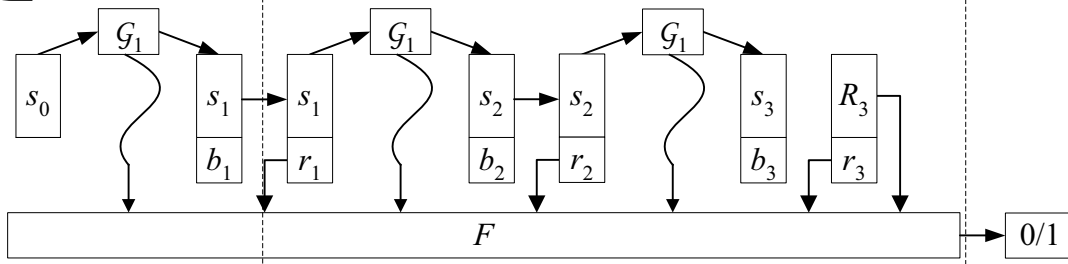 𝒢₁ 𝒢₁ 𝒢₁
s₀ s₁ s₁ s₂ s₂ s₃ R₃
b₁ r₁ b₂ r₂ b₃ r₃
F 0/1